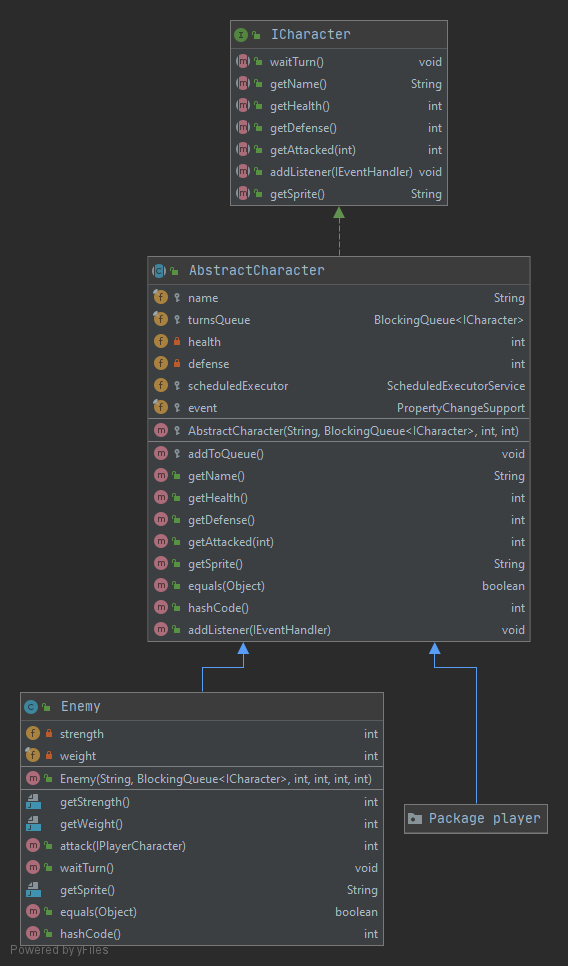 ICharacter
waitTurn() void
getName() String
getHealth() int
getDefense() int
getAttacked(int) int
addListener(IEventHandler) void
getSprite() String
AbstractCharacter
name String
turnsQueue BlockingQueue<ICharacter>
health int
defense int
scheduledExecutor ScheduledExecutorService
event PropertyChangeSupport
AbstractCharacter(String, BlockingQueue<ICharacter>, int, int)
addToQueue() void
getName() String
getHealth() int
getDefense() int
getAttacked(int) int
getSprite() String
equals(Object) boolean
hashCode() int
addListener(IEventHandler) void
Enemy
strength int
weight int
Enemy(String, BlockingQueue<ICharacter>, int, int, int, int)
getStrength() int
getWeight() int
attack(IPlayerCharacter) int
waitTurn() void
getSprite() String
equals(Object) boolean
hashCode() int
Package player
Powered by yFiles